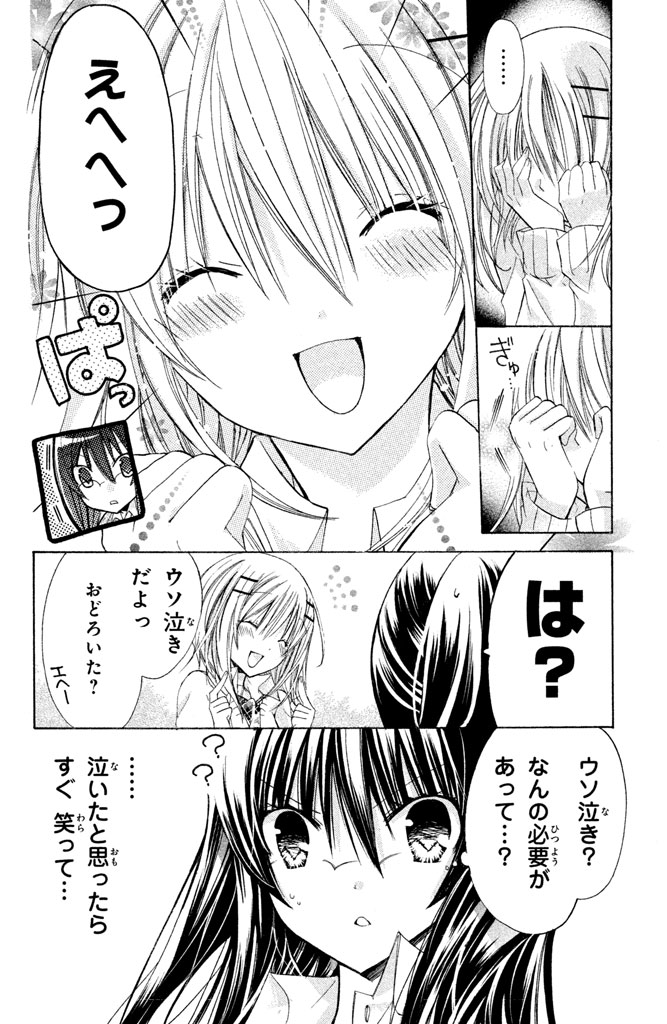 ……
ぎゅ…
えへへっ
ぱっ
は？
ウソ泣き
だよっ
おどろいた？
エヘー
ウソ泣き？
なんの必要が
あって…？
？？
……
泣いたと思ったら
すぐ 笑って…